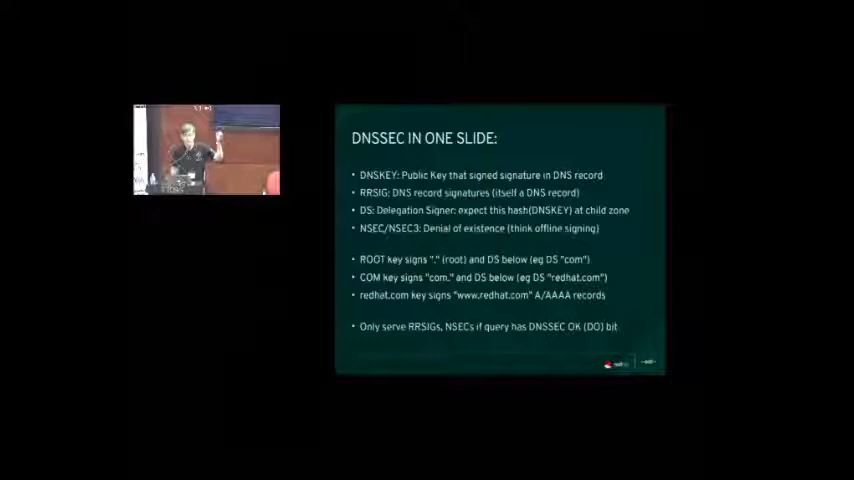 DNSSEC IN ONE SLIDE:
• DNSKEY: Public Key that signed signature in DNS record
• RRSIG: DNS record signatures (itself a DNS record)
• DS: Delegation Signer: expect this hash(DNSKEY) at child zone
• NSEC/NSEC3: Denial of existence (think offline signing)
• ROOT key signs "." (root) and DS below (eg DS "com")
• COM key signs "com." and DS below (eg DS "redhat.com")
• redhat.com key signs "www.redhat.com" A/AAAA records
• Only serve RRSIGs, NSECs if query has DNSSEC OK (DO) bit